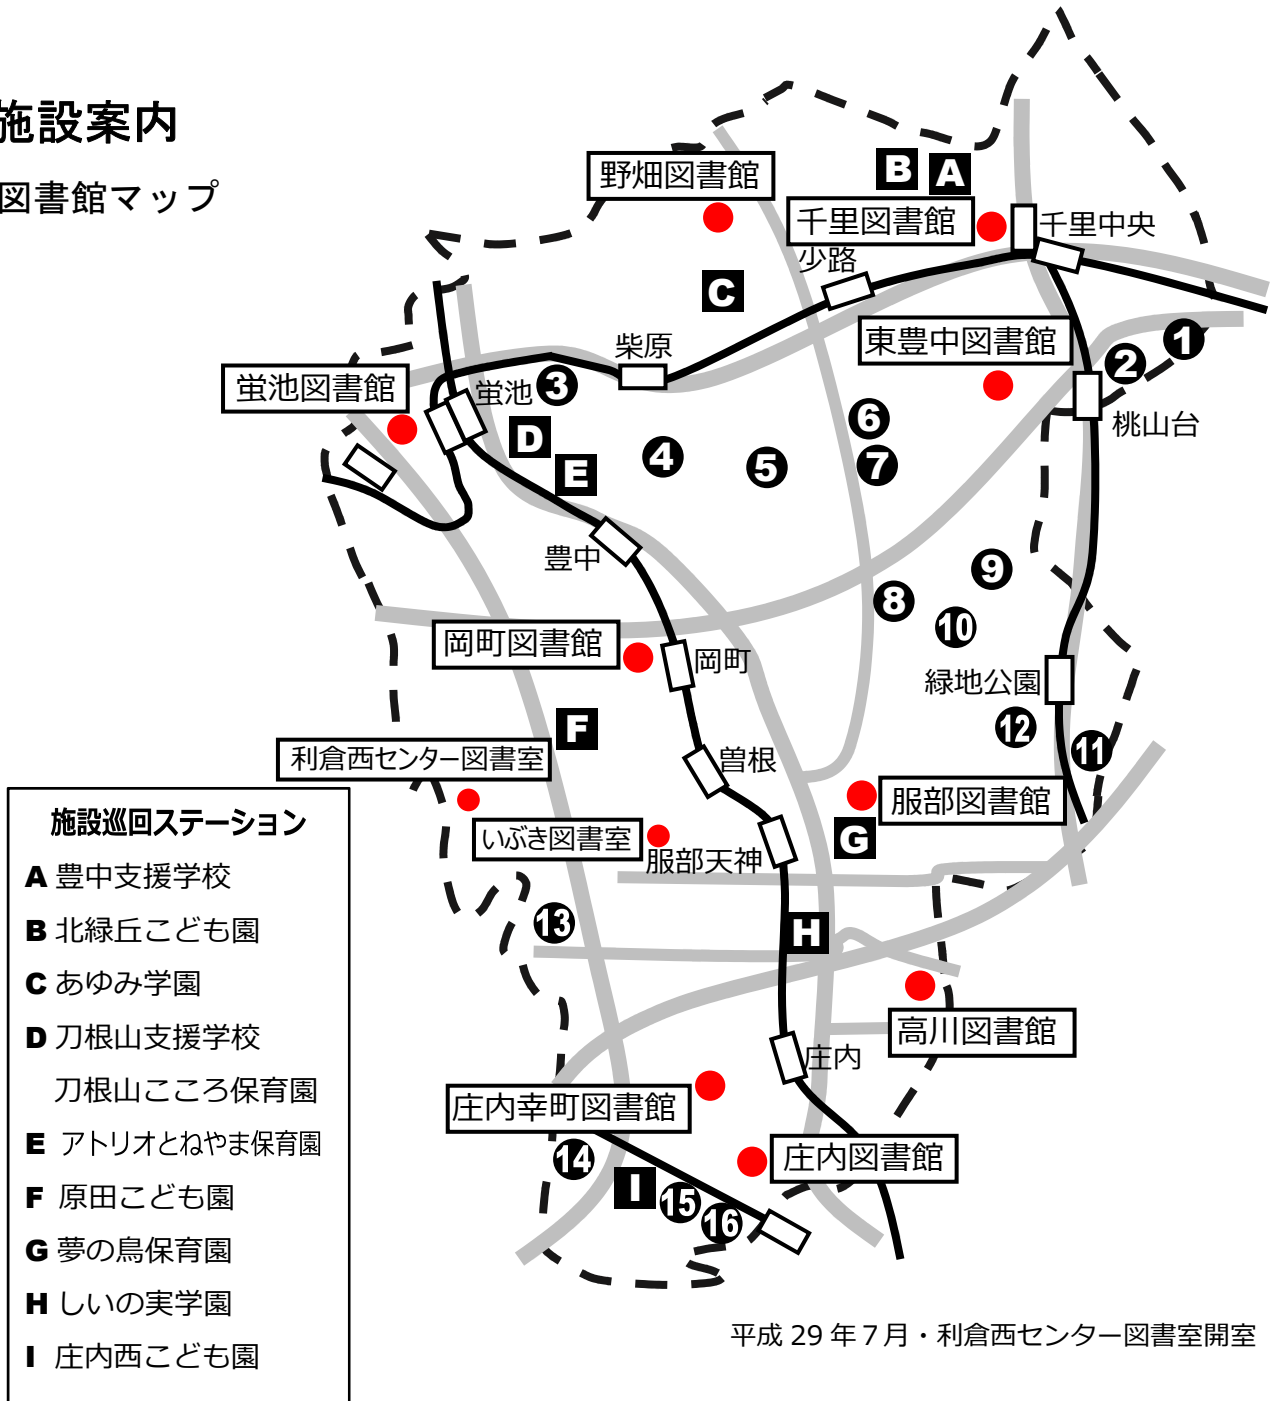 施設案内
図書館マップ
B
A
野畑図書館
千里図書館
千里中央
少路
C
東豊中図書館
1
2
柴原
蛍池図書館
蛍池
3
桃山台
6
D
4
5
7
E
豊中
9
8
10
岡町図書館
岡町
緑地公園
F
12
11
利倉西センター図書室
曽根
服部図書館
いぶき図書室
G
服部天神
13
H
高川図書館
庄内
庄内幸町図書館
庄内図書館
14
I
15
16
施設巡回ステーション
A 豊中支援学校
B 北緑丘こども園
C あゆみ学園
D 刀根山支援学校
刀根山こころ保育園
E アトリオとねやま保育園
F 原田こども園
G 夢の鳥保育園
H しいの実学園
I 庄内西こども園
平成 29 年７月・利倉西センター図書室開室